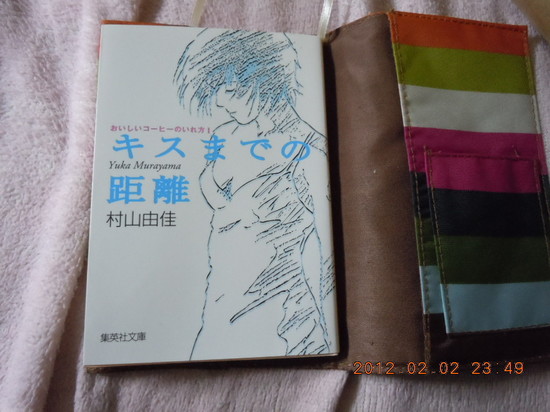 おいしいコーヒーのいれ方 I
キスまでの
Yuka Murayama
距離
村山由佳
集英社文庫
2012.02.02 23:49